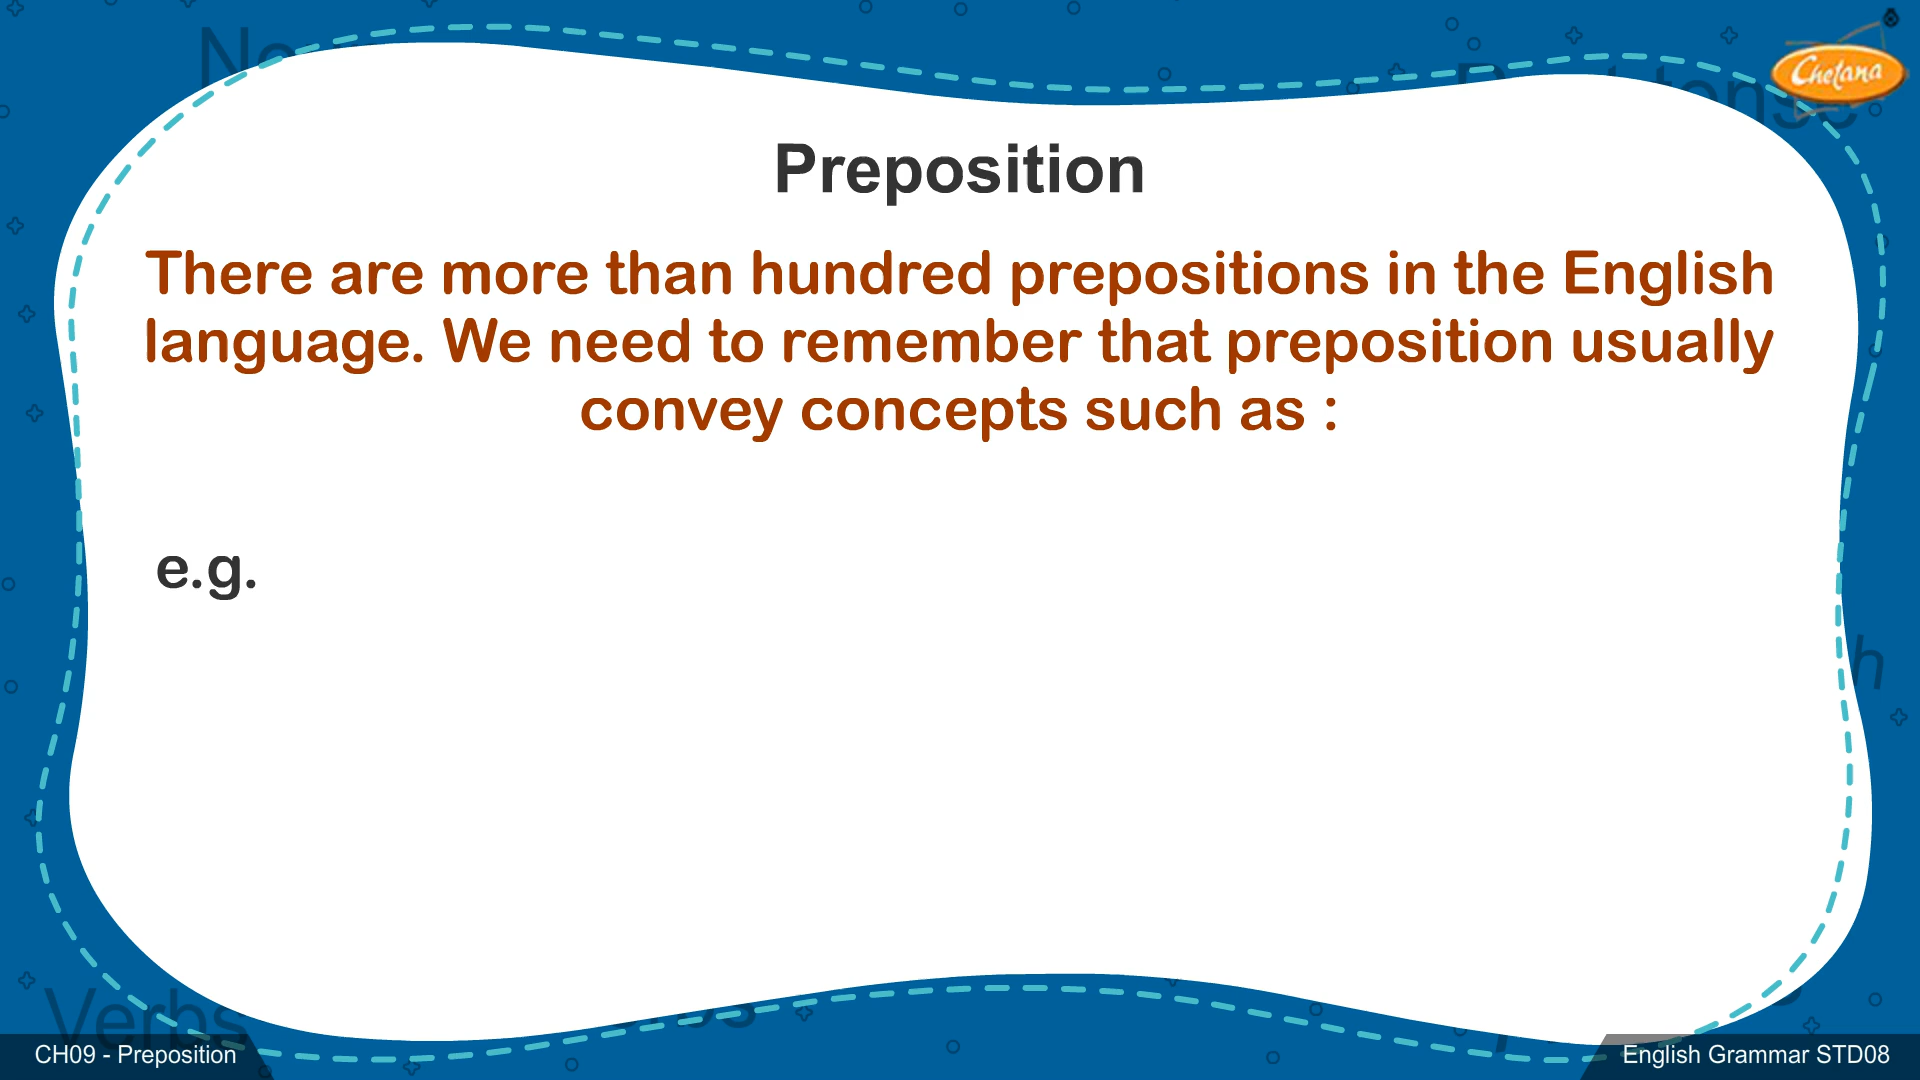 Chetana
Preposition
There are more than hundred prepositions in the English
language. We need to remember that preposition usually
convey concepts such as :
e.g.
Verbs
CH09 - Preposition
English Grammar STD08